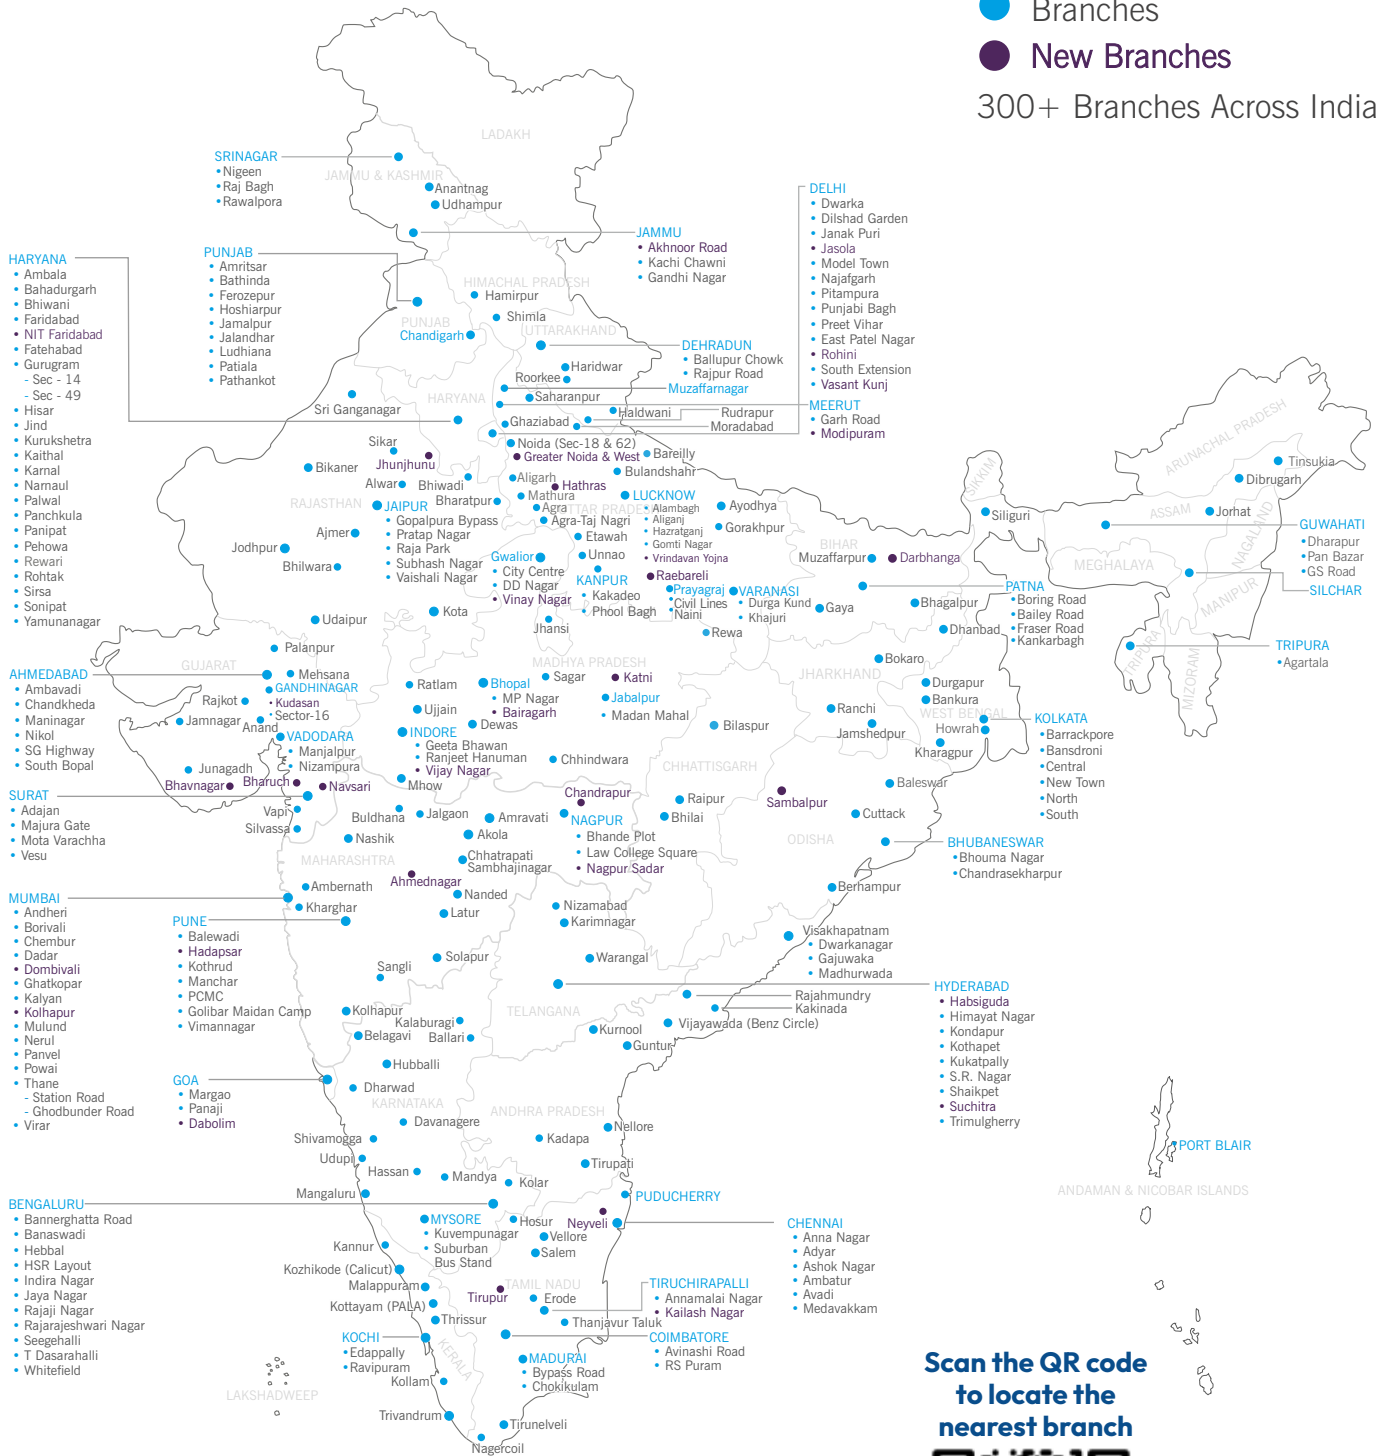 Branches
New Branches
300+ Branches Across India
LADAKH
SRINAGAR
• Nigeen
• Raj Bagh
• Rawalpora
JAMMU & KASHMIR
Anantnag
Udhampur
JAMMU
• Akhnoor Road
• Kachi Chawni
• Gandhi Nagar
DELHI
• Dwarka
• Dilshad Garden
• Janak Puri
• Jasola
• Model Town
• Najafgarh
• Pitampura
• Punjabi Bagh
• Preet Vihar
• East Patel Nagar
• Rohini
• South Extension
• Vasant Kunj
HARYANA
• Ambala
• Bahadurgarh
• Bhiwani
• Faridabad
• NIT Faridabad
• Fatehabad
• Gurugram
- Sec - 14
- Sec - 49
• Hisar
• Jind
• Kurukshetra
• Kaithal
• Karnal
• Narnaul
• Palwal
• Panchkula
• Panipat
• Pehowa
• Rewari
• Rohtak
• Sirsa
• Sonipat
• Yamunanagar
PUNJAB
• Amritsar
• Bathinda
• Ferozepur
• Hoshiarpur
• Jamalpur
• Jalandhar
• Ludhiana
• Patiala
• Pathankot
HIMACHAL PRADESH
Hamirpur
Shimla
PUNJAB
Chandigarh
UTTARAKHAND
DEHRADUN
• Ballupur Chowk
• Rajpur Road
Haridwar
Roorkee
Muzaffarnagar
Saharanpur
HARYANA
Sri Ganganagar
MEERUT
• Garh Road
• Modipuram
Haldwani
Rudrapur
Moradabad
Ghaziabad
Noida (Sec-18 & 62)
Greater Noida & West
Bareilly
Bulandshahr
Sikar
Jhunjhunu
Bikaner
Alwar
Bhiwadi
Aligarh
Hathras
RAJASTHAN
Bharatpur
Mathura
Agra
UTTAR PRADESH
Agra-Taj Nagri
Etawah
Unnao
JAIPUR
• Gopalpura Bypass
• Pratap Nagar
• Raja Park
• Subhash Nagar
• Vaishali Nagar
Ajmer
Jodhpur
Bhilwara
Udaipur
Kota
LUCKNOW
• Alambagh
• Aliganj
• Hazratganj
• Gomti Nagar
• Vrindavan Yojna
Ayodhya
Gorakhpur
Gwalior
• City Centre
• DD Nagar
• Vinay Nagar
KANPUR
• Kakadeo
• Phool Bagh
Raebareli
Prayagraj
• Civil Lines
• Naini
VARANASI
• Durga Kund
• Khajuri
Jhansi
Rewa
SIKKIM
Siliguri
BIHAR
Muzaffarpur
Darbhanga
PATNA
• Boring Road
• Bailey Road
• Fraser Road
• Kankarbagh
Gaya
Bhagalpur
Dhanbad
Bokaro
ARUNACHAL PRADESH
Tinsukia
Dibrugarh
ASSAM
Jorhat
NAGALAND
GUWAHATI
• Dharapur
• Pan Bazar
• GS Road
MEGHALAYA
SILCHAR
MANIPUR
TRIPURA
MIZORAM
TRIPURA
• Agartala
Palanpur
GUJARAT
AHMEDABAD
• Ambavadi
• Chandkheda
• Maninagar
• Nikol
• SG Highway
• South Bopal
Mehsana
GANDHINAGAR
• Kudasan
• Sector-16
Rajkot
Jamnagar
Anand
VADODARA
• Manjalpur
• Nizampura
Junagadh
Bhavnagar
Bharuch
Navsari
SURAT
• Adajan
• Majura Gate
• Mota Varachha
• Vesu
Vapi
Silvassa
MADHYA PRADESH
Ratlam
Ujjain
Bhopal
• MP Nagar
• Bairagarh
Sagar
Katni
Jabalpur
• Madan Mahal
Dewas
INDORE
• Geeta Bhawan
• Ranjeet Hanuman
• Vijay Nagar
Mhow
Chhindwara
JHARKHAND
Ranchi
Jamshedpur
Durgapur
Bankura
WEST BENGAL
Howrah
Kharagpur
KOLKATA
• Barrackpore
• Bansdroni
• Central
• New Town
• North
• South
Bilaspur
CHHATTISGARH
Raipur
Bhilai
Baleswar
Sambalpur
Cuttack
ODISHA
BHUBANESWAR
• Bhouma Nagar
• Chandrasekharpur
Berhampur
Buldhana
Jalgaon
Amravati
Chandrapur
NAGPUR
• Bhande Plot
• Law College Square
• Nagpur Sadar
Nashik
Akola
MAHARASHTRA
Chhatrapati
Sambhajinagar
Ahmednagar
Ambernath
Nanded
Kharghar
Latur
MUMBAI
• Andheri
• Borivali
• Chembur
• Dadar
• Dombivali
• Ghatkopar
• Kalyan
• Kolhapur
• Mulund
• Nerul
• Panvel
• Powai
• Thane
- Station Road
- Ghodbunder Road
• Virar
PUNE
• Balewadi
• Hadapsar
• Kothrud
• Manchar
• PCMC
• Golibar Maidan Camp
• Vimannagar
Nizamabad
Karimnagar
Warangal
Solapur
Sangli
Visakhapatnam
• Dwarkanagar
• Gajuwaka
• Madhurwada
HYDERABAD
• Habsiguda
• Himayat Nagar
• Kondapur
• Kothapet
• Kukatpally
• S.R. Nagar
• Shaikpet
• Suchitra
• Trimulgherry
TELANGANA
Rajahmundry
Kakinada
Vijayawada (Benz Circle)
Kolhapur
Kalaburagi
Belagavi
Ballari
Kurnool
Guntur
Hubballi
GOA
• Margao
• Panaji
• Dabolim
Dharwad
KARNATAKA
ANDHRA PRADESH
Davanagere
Nellore
Shivamogga
Kadapa
Udupi
Tirupati
Hassan
Mandya
Kolar
Mangaluru
PUDUCHERRY
PORT BLAIR
ANDAMAN & NICOBAR ISLANDS
BENGALURU
• Bannerghatta Road
• Banaswadi
• Hebbal
• HSR Layout
• Indira Nagar
• Jaya Nagar
• Rajaji Nagar
• Rajarajeshwari Nagar
• Seegehalli
• T Dasarahalli
• Whitefield
MYSORE
• Kuvempunagar
• Suburban
Bus Stand
Hosur
Neyveli
Vellore
Salem
CHENNAI
• Anna Nagar
• Adyar
• Ashok Nagar
• Ambatur
• Avadi
• Medavakkam
Kannur
Kozhikode (Calicut)
Malappuram
Kottayam (PALA)
Thrissur
TAMIL NADU
Tirupur
Erode
TIRUCHIRAPALLI
• Annamalai Nagar
• Kailash Nagar
Thanjavur Taluk
KOCHI
• Edappally
• Ravipuram
KERALA
COIMBATORE
• Avinashi Road
• RS Puram
MADURAI
• Bypass Road
• Chokikulam
Kollam
LAKSHADWEEP
Trivandrum
Tirunelveli
Nagercoil
Scan the QR code
to locate the
nearest branch